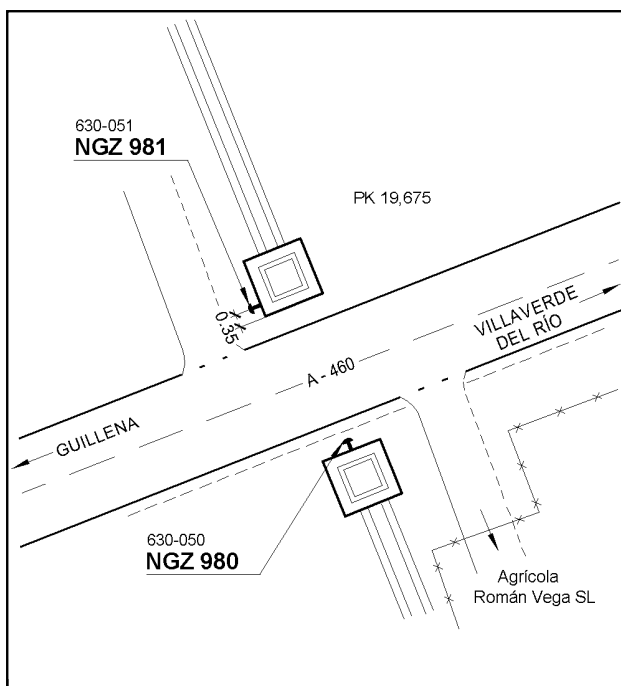 630-051
NGZ 981
PK 19,675
0.35
VILLAVERDE
DEL RÍO
A - 460
GUILLENA
630-050
NGZ 980
Agrícola
Román Vega SL